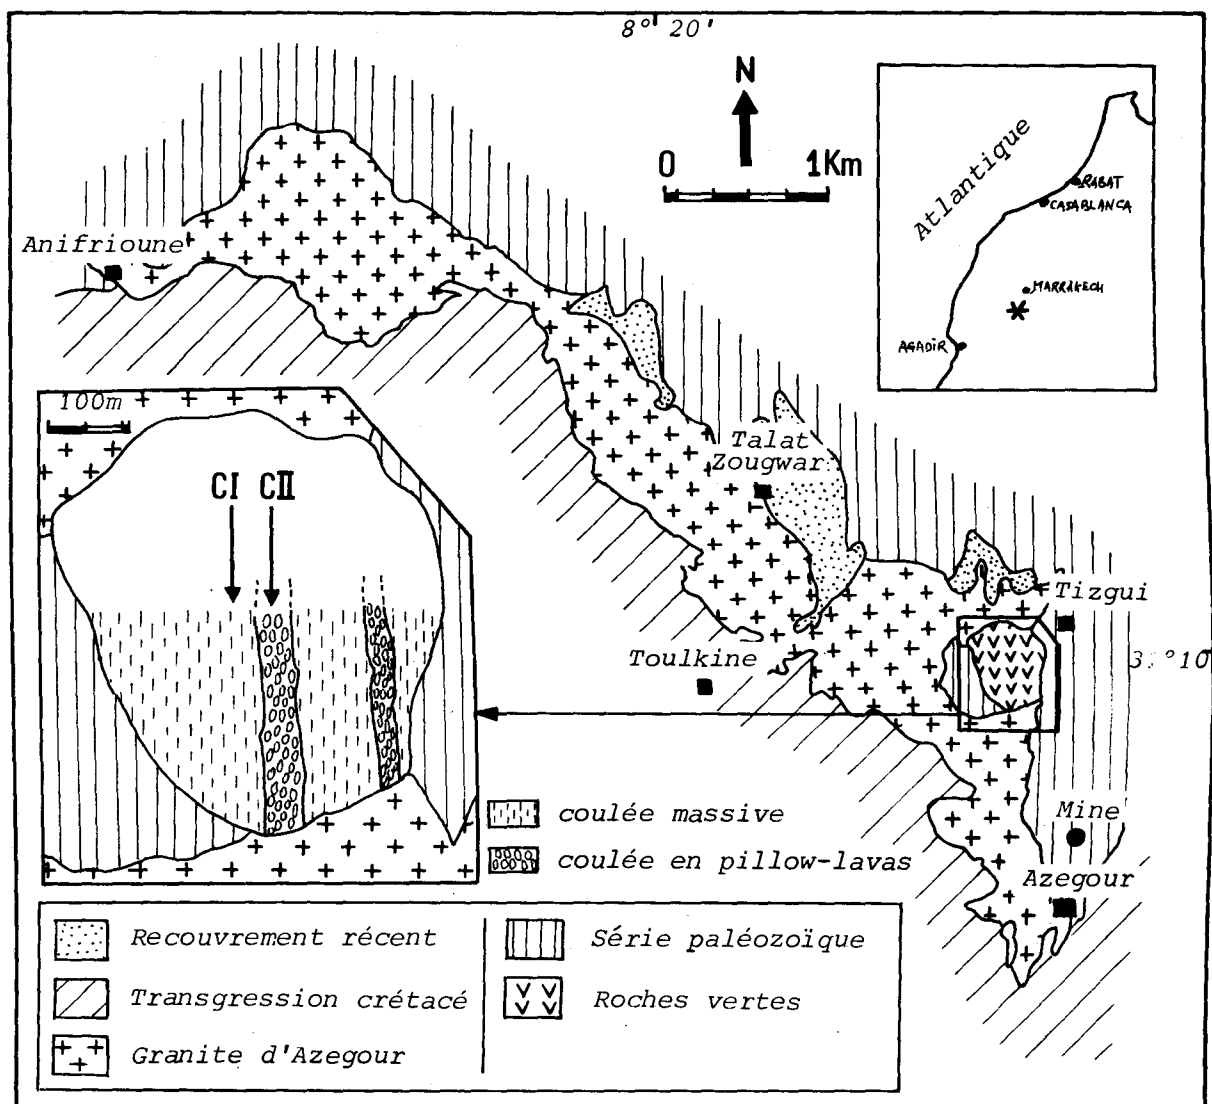 8° 20'
N
0 1Km
Atlantique
RABAT
CASABLANCA
MARRAKECH
AGADIR
Anifrioune
100m
CI CII
Talat
Zougwar
Tizgui
Toulkine
Mine
Azegour
coulée massive
coulée en pillow-lavas
Recouvrement récent
Transgression crétacé
Granite d'Azegour
Série paléozoïque
Roches vertes